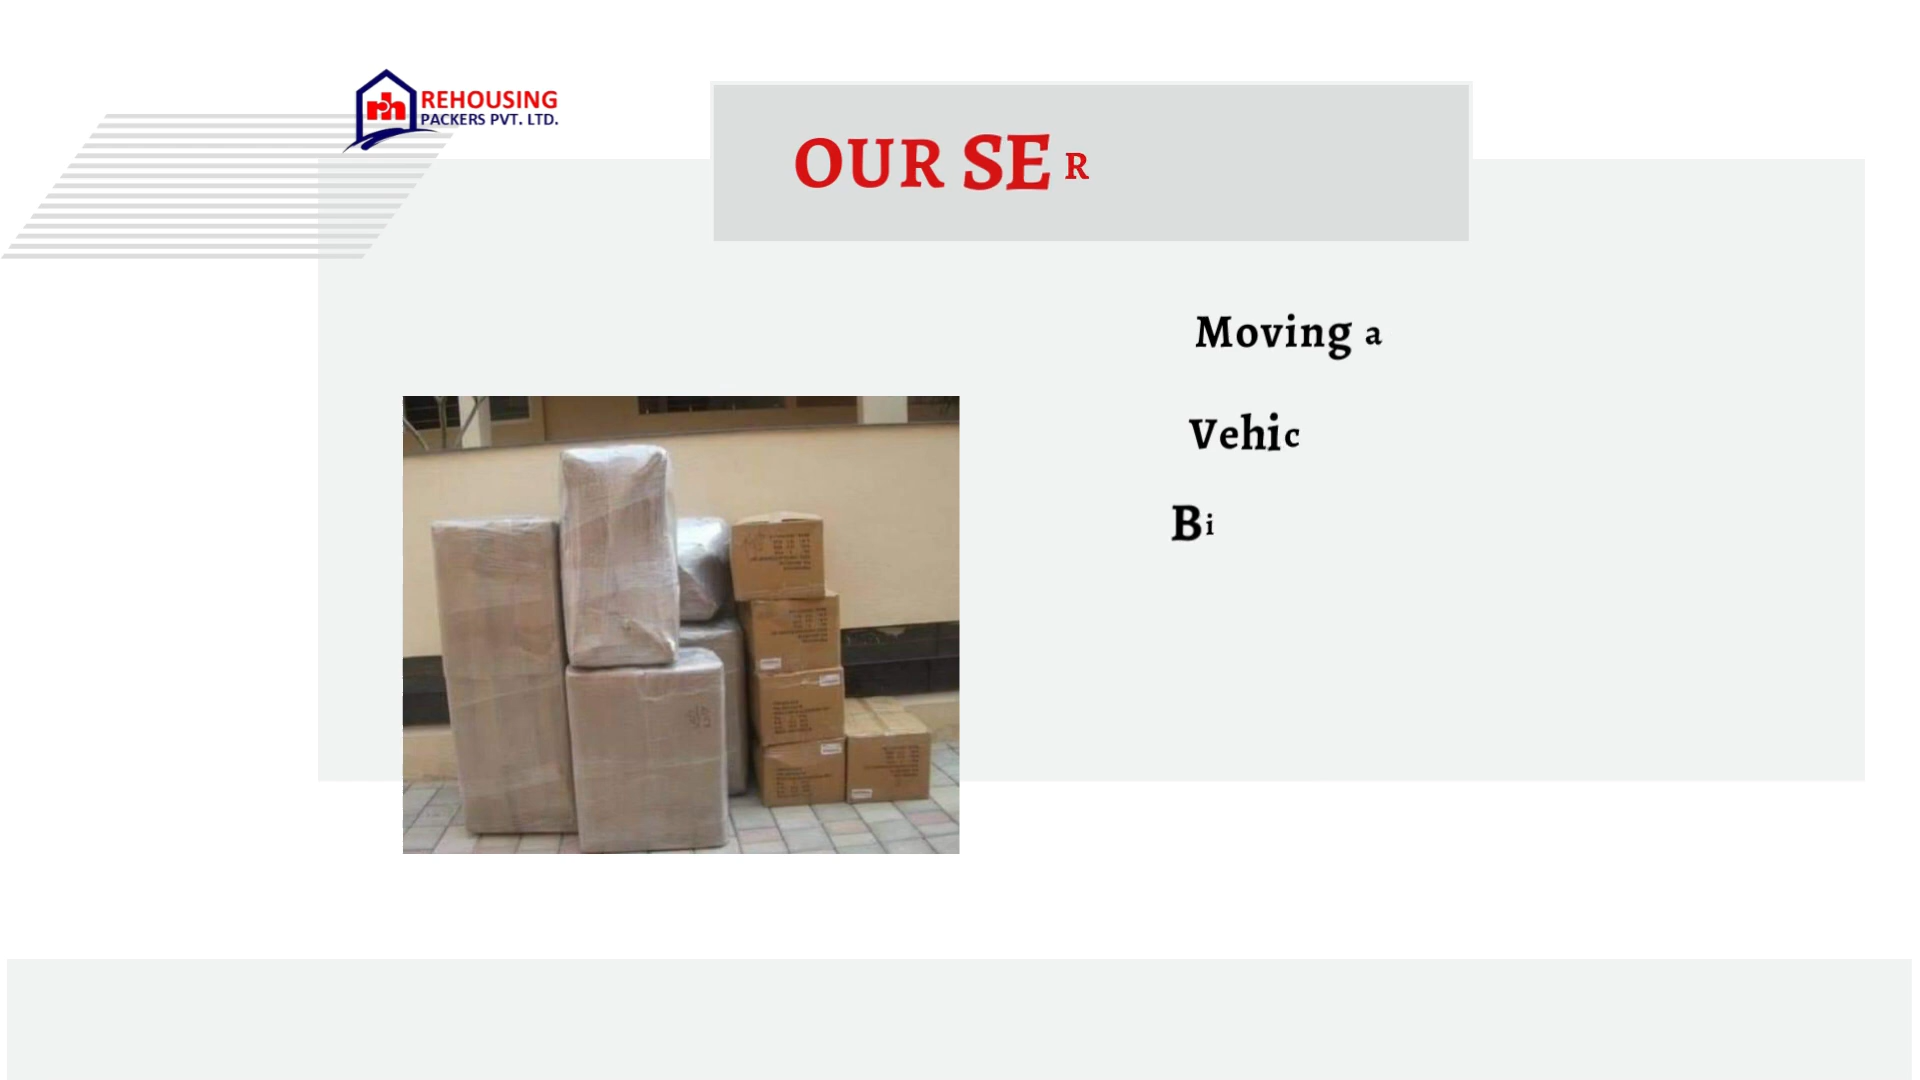 REHOUSING
PACKERS PVT. LTD.
OUR SER
Moving a
Vehic
Bi